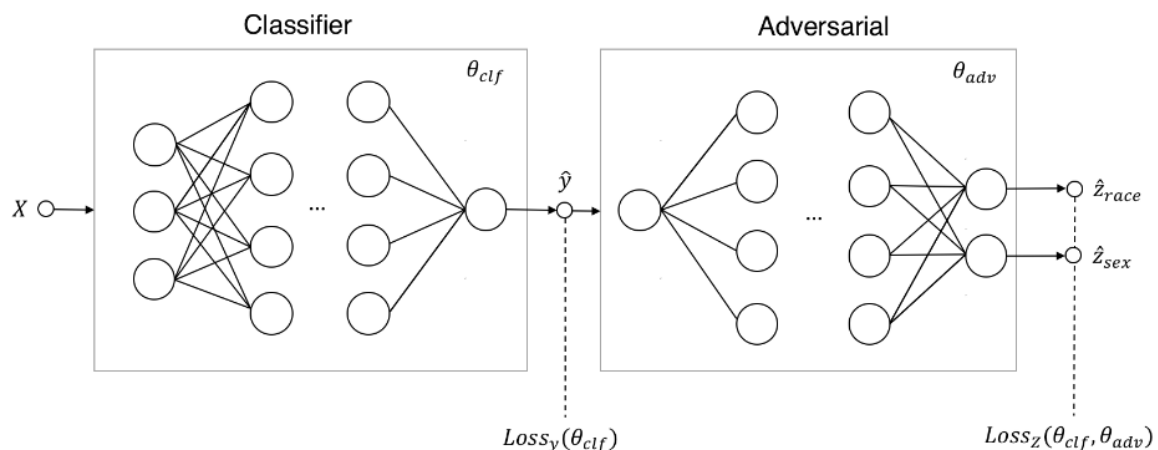 Classifier
Adversarial
θ_clf
θ_adv
X
...
ŷ
...
ẑ_race
ẑ_sex
Loss_y(θ_clf)
Loss_Z(θ_clf, θ_adv)